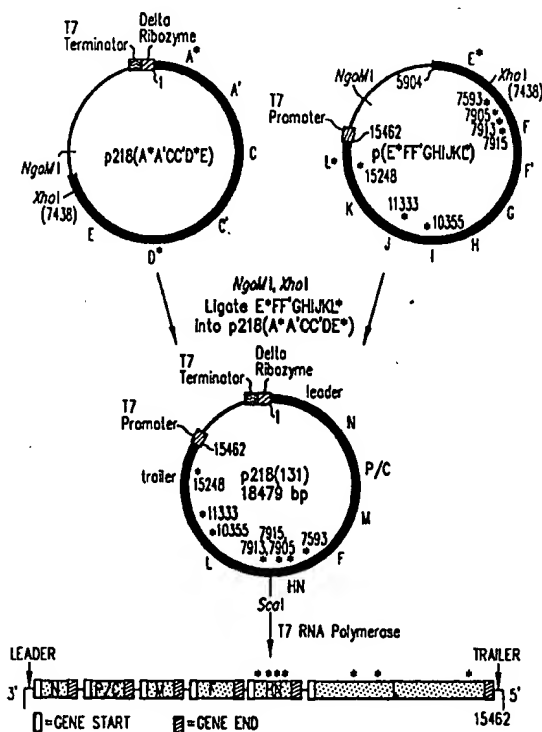 T7
Terminator
Delta
Ribozyme
1
A*
A'
C
C'
D*
E
p218(A*A'CC'D*E)
NgoMI
XhoI
(7438)
E*
5904
XhoI
(7438)
NgoMI
T7
Promoter
15462
7593
7905
7913
7915
F
F'
G
H
I
J
K
L*
15248
11333
10355
p(E*FF'GHIJKL')
NgoMI, XhoI
Ligate E*FF'GHIJKL*
into p218(A*A'CC'DE*)
T7
Terminator
Delta
Ribozyme
leader
1
T7
Promoter
15462
N
P/C
M
F
HN
L
trailer
15248
11333
10355
p218(131)
18479 bp
7915,
7913, 7905
7593
ScaI
T7 RNA Polymerase
LEADER
TRAILER
3'
N
P/C
M
F
HN
L
5'
15462
=GENE START
=GENE END